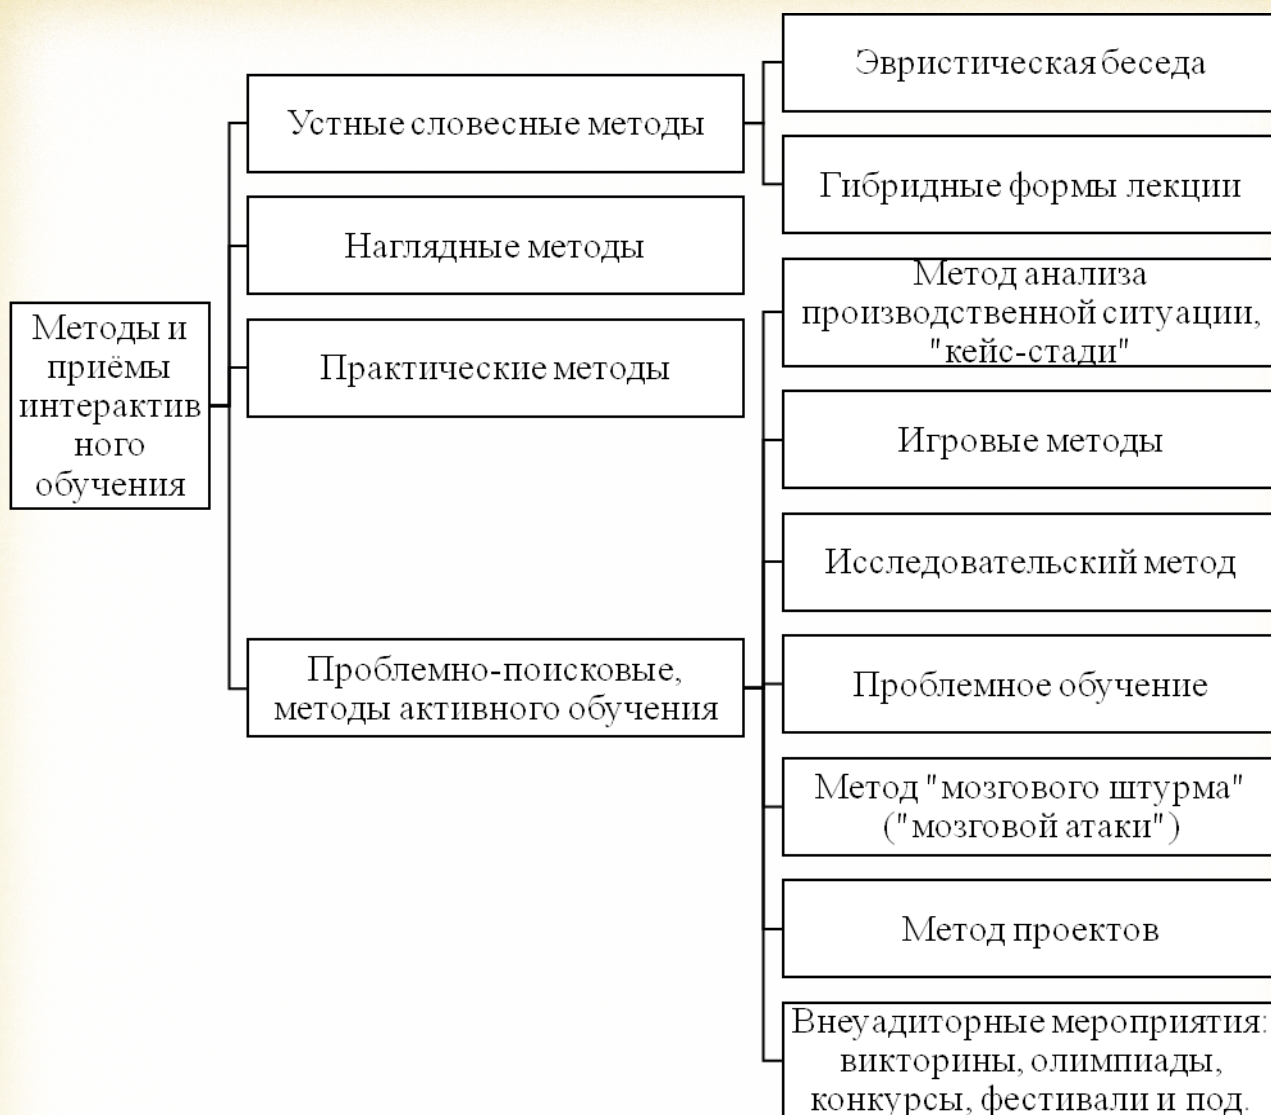 Методы и
приёмы
интерактив
ного
обучения
Устные словесные методы
Наглядные методы
Практические методы
Проблемно-поисковые,
методы активного обучения
Эвристическая беседа
Гибридные формы лекции
Метод анализа
производственной ситуации,
"кейс-стади"
Игровые методы
Исследовательский метод
Проблемное обучение
Метод "мозгового штурма"
("мозговой атаки")
Метод проектов
Внеуадиторные мероприятия:
викторины, олимпиады,
конкурсы, фестивали и под.